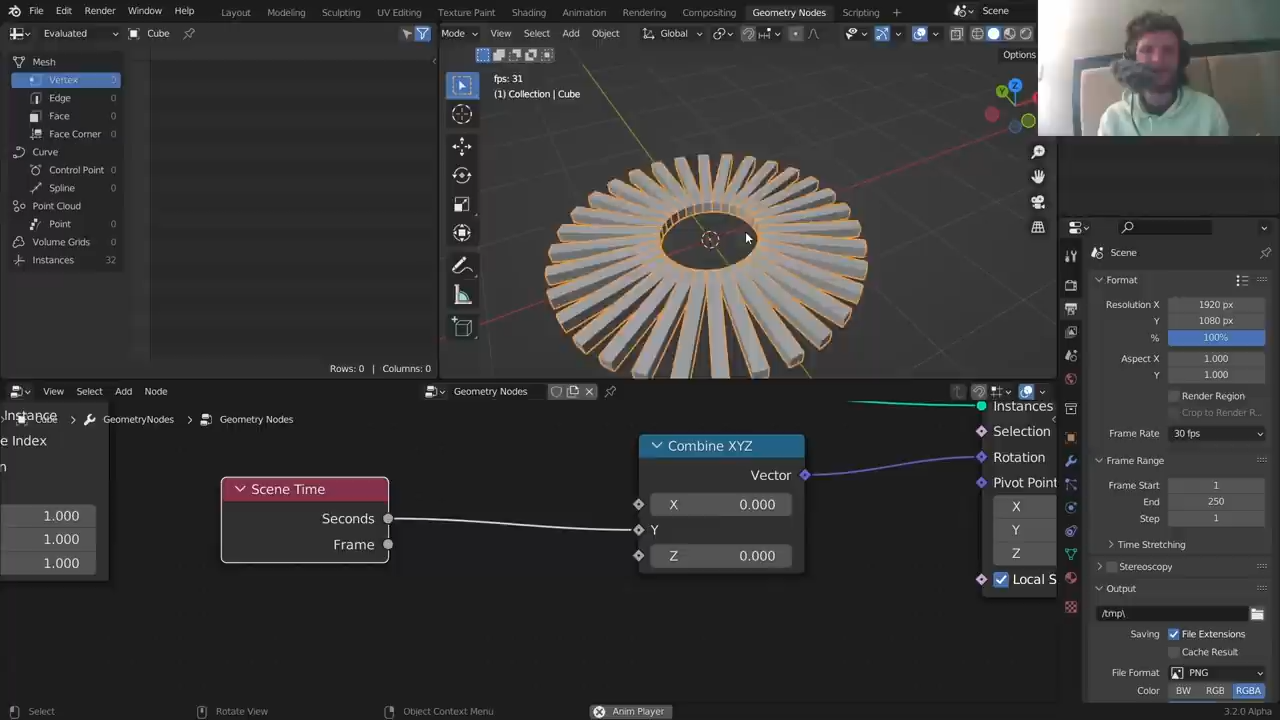 File Edit Render Window Help Layout Modeling Sculpting UV Editing Texture Paint Shading Animation Rendering Compositing Geometry Nodes Scripting + Scene
Evaluated Cube
Mode View Select Add Object Global
Options
Mesh
Vertex 0
Edge 0
Face 0
Face Corner 0
Curve
Control Point 0
Spline 0
Point Cloud
Point 0
Volume Grids 0
Instances 32
Rows: 0 | Columns: 0
fps: 31
(1) Collection | Cube
X
Y
Z
View Select Add Node
Geometry Nodes
Cube > GeometryNodes > Geometry Nodes
Instance
e Index
n
1.000
1.000
1.000
Scene Time
Seconds
Frame
Combine XYZ
Vector
X 0.000
Y
Z 0.000
Instances
Selection
Rotation
Pivot Point
X
Y
Z
Local S
Scene
Format
Resolution X 1920 px
Y 1080 px
% 100%
Aspect X 1.000
Y 1.000
Render Region
Crop to Render R...
Frame Rate 30 fps
Frame Range
Frame Start 1
End 250
Step 1
Time Stretching
Stereoscopy
Output
/tmp\
Saving File Extensions
Cache Result
File Format PNG
Color BW RGB RGBA
Select Rotate View Object Context Menu Anim Player 3.2.0 Alpha